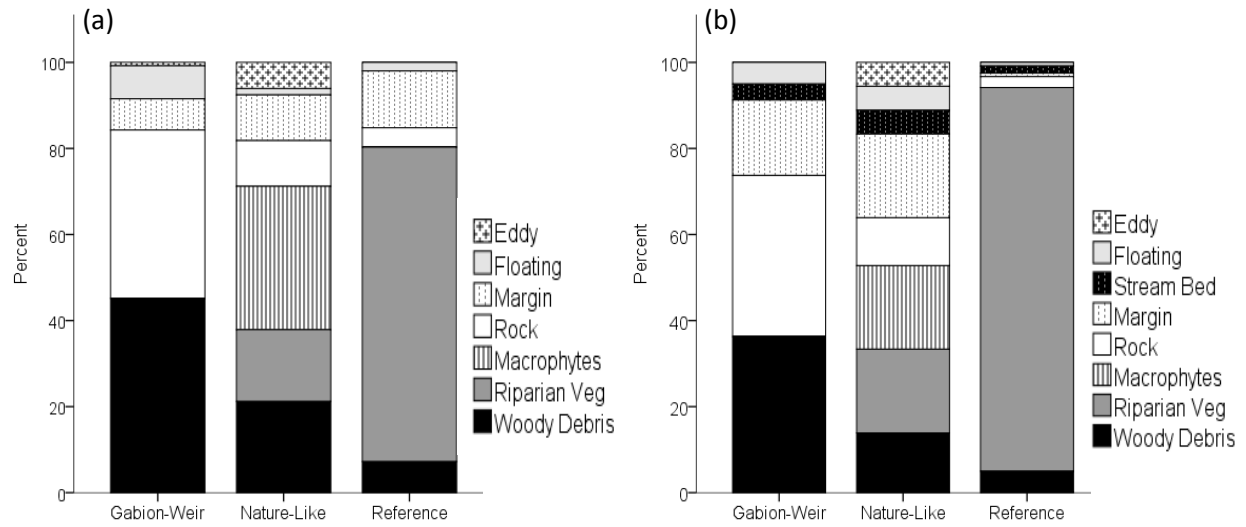 (a)
Percent
100
80
60
40
20
0
Gabion-Weir
Nature-Like
Reference
Eddy
Floating
Margin
Rock
Macrophytes
Riparian Veg
Woody Debris
(b)
Percent
100
80
60
40
20
0
Gabion-Weir
Nature-Like
Reference
Eddy
Floating
Stream Bed
Margin
Rock
Macrophytes
Riparian Veg
Woody Debris